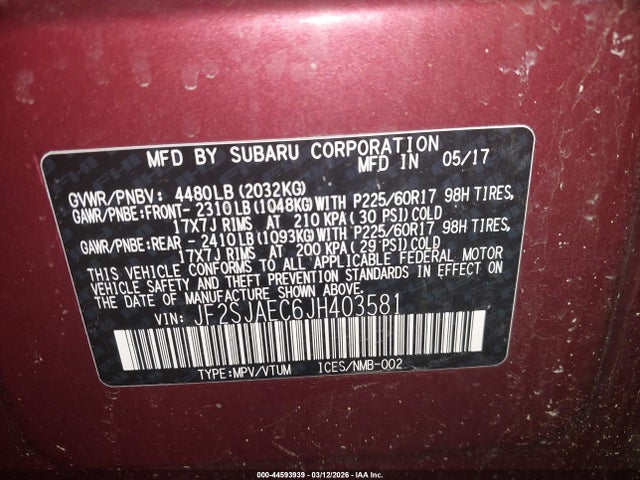 MFD BY SUBARU CORPORATION
MFD IN 05/17
GVWR/PNBV: 4480LB(2032KG)
GAWR/PNBE:FRONT- 2310LB(1048KG)WITH P225/60R17 98H TIRES,
17X7J RIMS AT 210 KPA(30 PSI)COLD
GAWR/PNBE:REAR - 2410LB(1093KG)WITH P225/60R17 98H TIRES,
17X7J RIMS AT 200 KPA(29 PSI)COLD
THIS VEHICLE CONFORMS TO ALL APPLICABLE FEDERAL MOTOR
VEHICLE SAFETY AND THEFT PREVENTION STANDARDS IN EFFECT
ON THE DATE OF MANUFACTURE SHOWN ABOVE.
VIN: JF2SJAEC6JH403581
TYPE:MPV/VTUM ICES/NMB-002
000-44593939 | 03/12/2026 | IAA Inc.